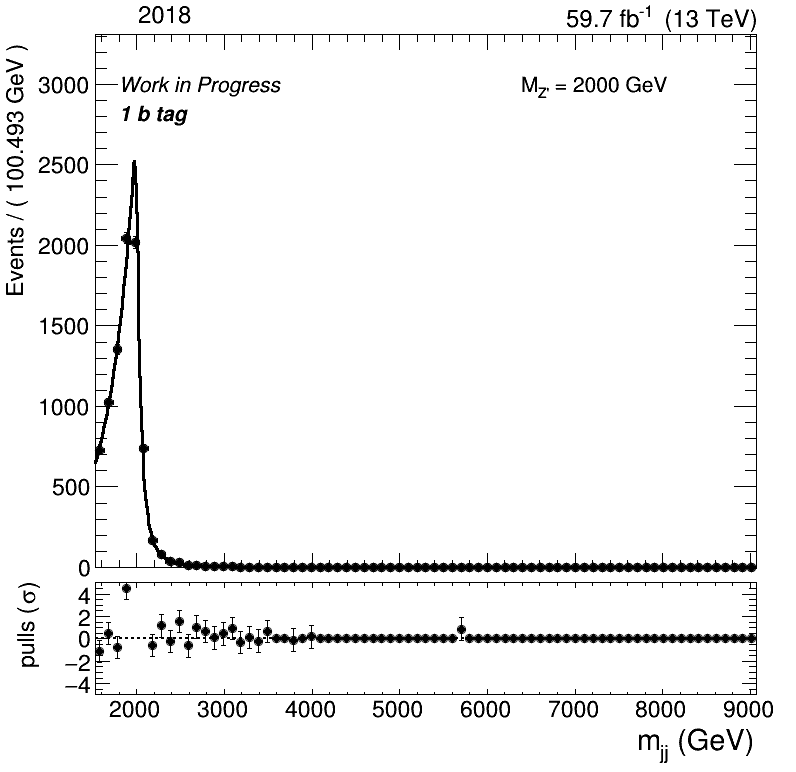 2018
59.7 fb-1 (13 TeV)
Events / ( 100.493 GeV )
3000
2500
2000
1500
1000
500
0
Work in Progress
1 b tag
MZ' = 2000 GeV
pulls (σ)
4
2
0
−2
−4
2000 3000 4000 5000 6000 7000 8000 9000
mjj (GeV)